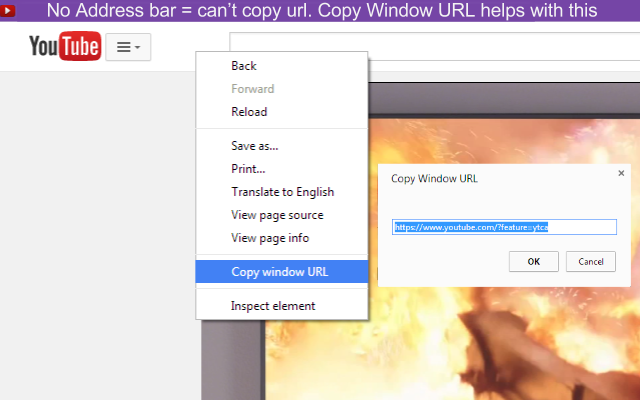 No Address bar = can't copy url. Copy Window URL helps with this
YouTube
Back
Forward
Reload
Save as...
Print...
Translate to English
View page source
View page info
Copy window URL
Inspect element
Copy Window URL
https://www.youtube.com/?feature=ytca
OK
Cancel